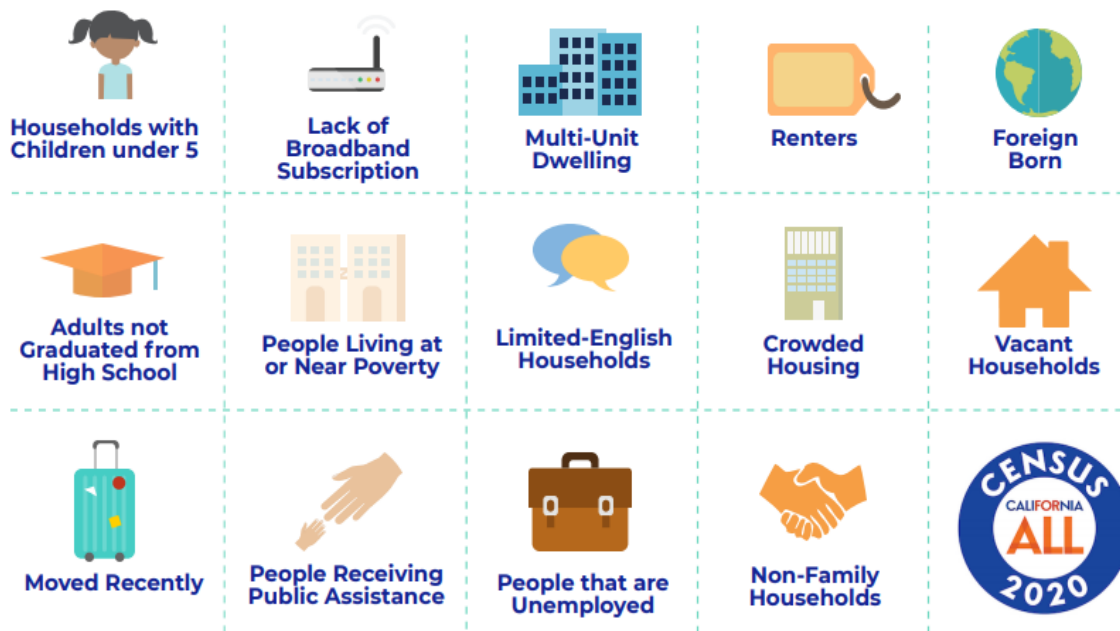 Households with
Children under 5
Lack of
Broadband
Subscription
Multi-Unit
Dwelling
Renters
Foreign
Born
Adults not
Graduated from
High School
People Living at
or Near Poverty
Limited-English
Households
Crowded
Housing
Vacant
Households
Moved Recently
People Receiving
Public Assistance
People that are
Unemployed
Non-Family
Households
CENSUS
CALIFORNIA
ALL
2020